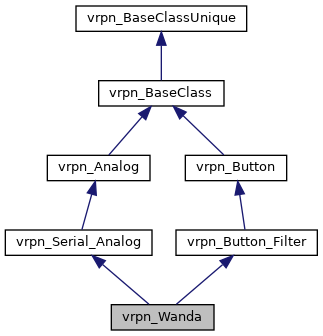 vrpn_BaseClassUnique
vrpn_BaseClass
vrpn_Analog
vrpn_Button
vrpn_Serial_Analog
vrpn_Button_Filter
vrpn_Wanda